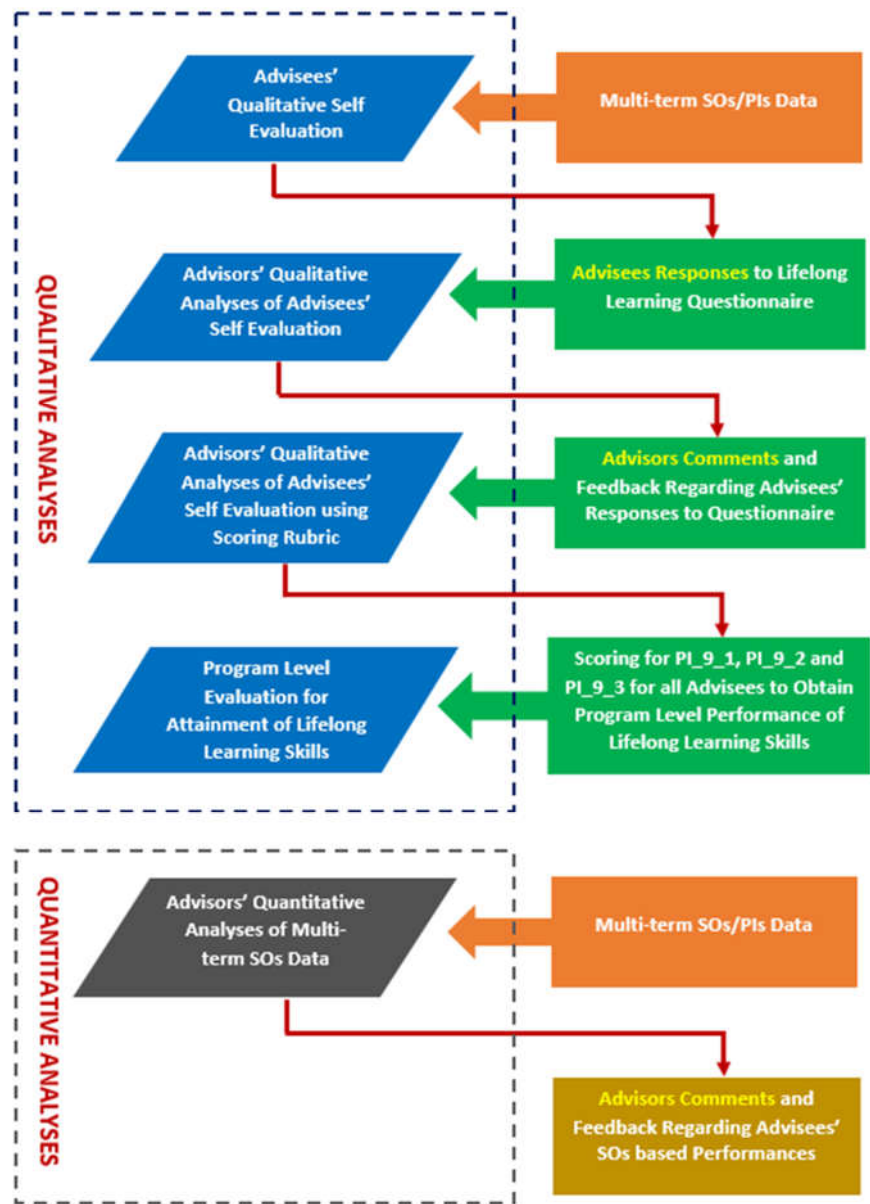 QUALITATIVE ANALYSES
Advisees'
Qualitative Self
Evaluation
Multi-term SOs/PIs Data
Advisors' Qualitative
Analyses of Advisees'
Self Evaluation
Advisees Responses to Lifelong
Learning Questionnaire
Advisors' Qualitative
Analyses of Advisees'
Self Evaluation using
Scoring Rubric
Advisors Comments and
Feedback Regarding Advisees'
Responses to Questionnaire
Program Level
Evaluation for
Attainment of Lifelong
Learning Skills
Scoring for PI_9_1, PI_9_2 and
PI_9_3 for all Advisees to Obtain
Program Level Performance of
Lifelong Learning Skills
QUANTITATIVE ANALYSES
Advisors' Quantitative
Analyses of Multi-
term SOs Data
Multi-term SOs/PIs Data
Advisors Comments and
Feedback Regarding Advisees'
SOs based Performances